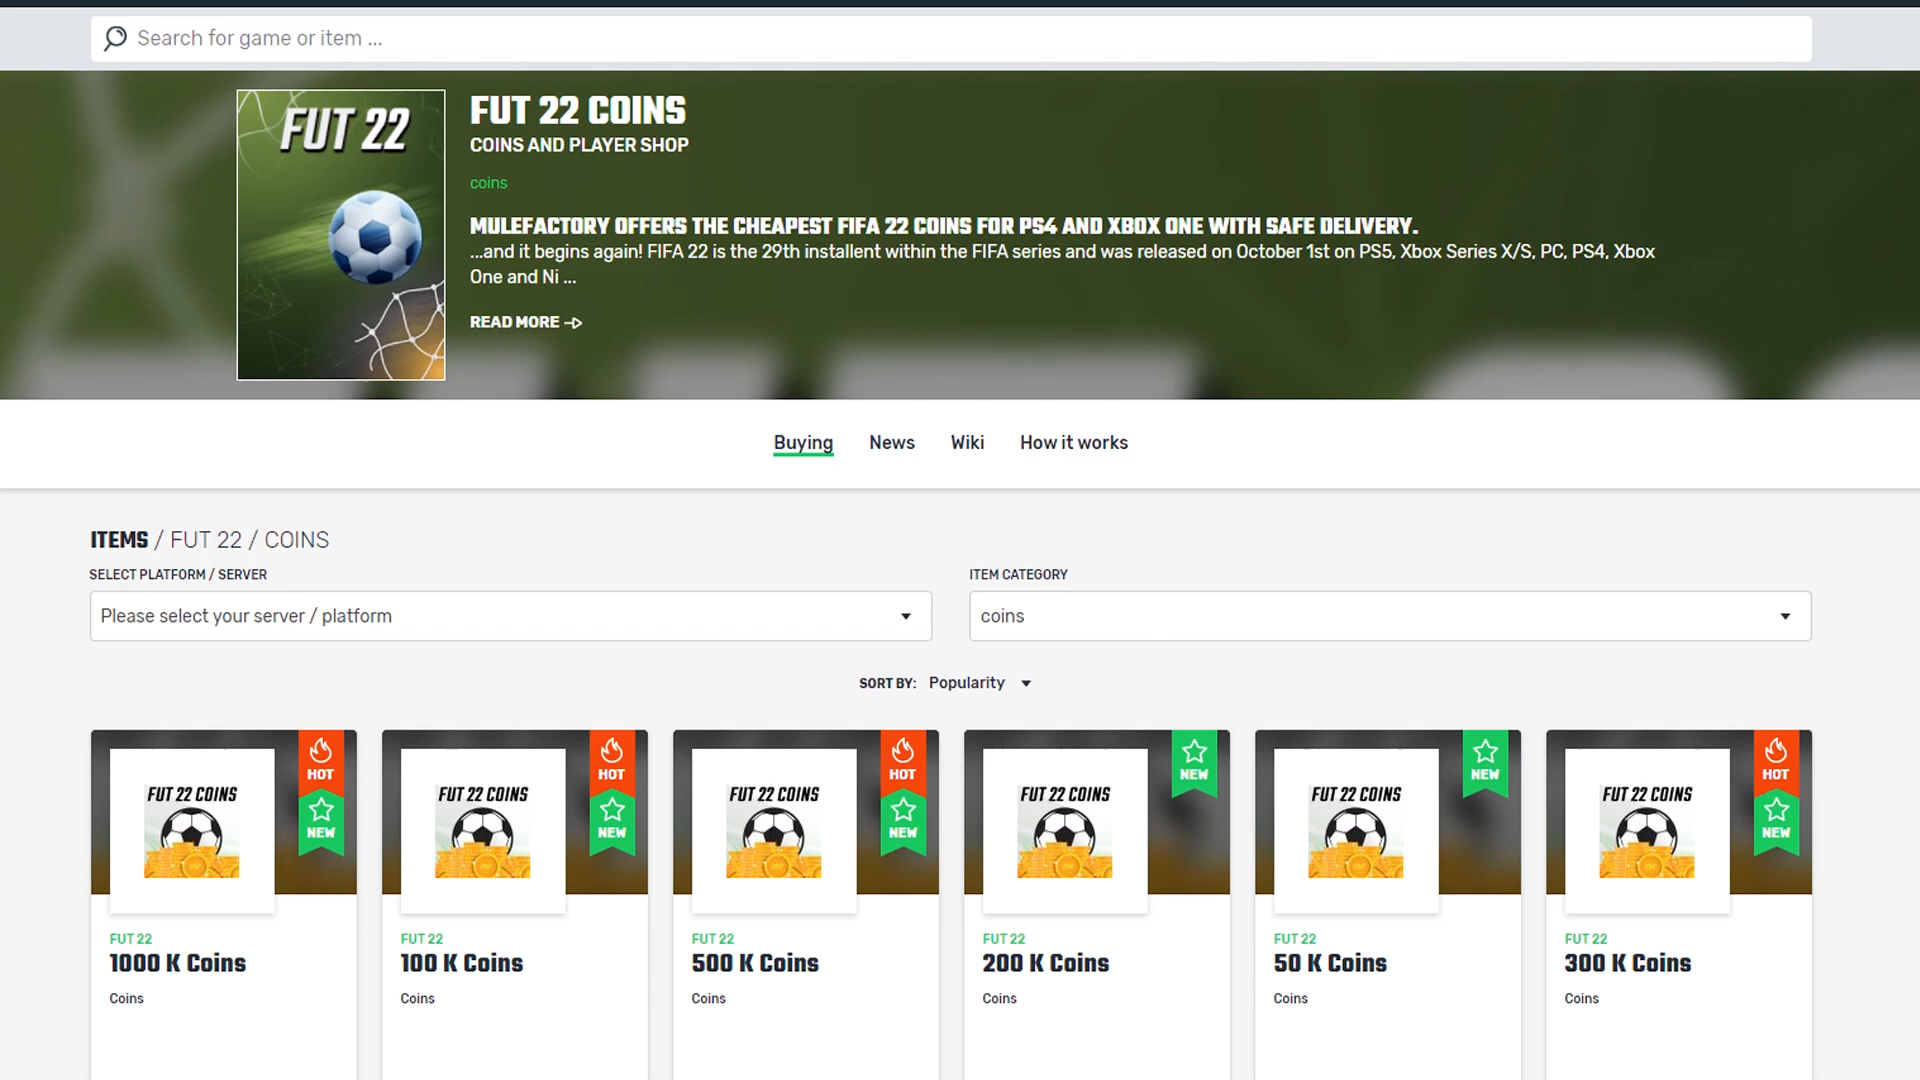 Search for game or item ...
FUT 22
FUT 22 COINS
COINS AND PLAYER SHOP
coins
MULEFACTORY OFFERS THE CHEAPEST FIFA 22 COINS FOR PS4 AND XBOX ONE WITH SAFE DELIVERY.
...and it begins again! FIFA 22 is the 29th installent within the FIFA series and was released on October 1st on PS5, Xbox Series X/S, PC, PS4, Xbox
One and Ni ...
READ MORE
Buying News Wiki How it works
ITEMS / FUT 22 / COINS
SELECT PLATFORM / SERVER
Please select your server / platform
ITEM CATEGORY
coins
SORT BY: Popularity
HOT
NEW
FUT 22 COINS
FUT 22
1000 K Coins
Coins
HOT
NEW
FUT 22 COINS
FUT 22
100 K Coins
Coins
HOT
NEW
FUT 22 COINS
FUT 22
500 K Coins
Coins
NEW
FUT 22 COINS
FUT 22
200 K Coins
Coins
NEW
FUT 22 COINS
FUT 22
50 K Coins
Coins
HOT
NEW
FUT 22 COINS
FUT 22
300 K Coins
Coins